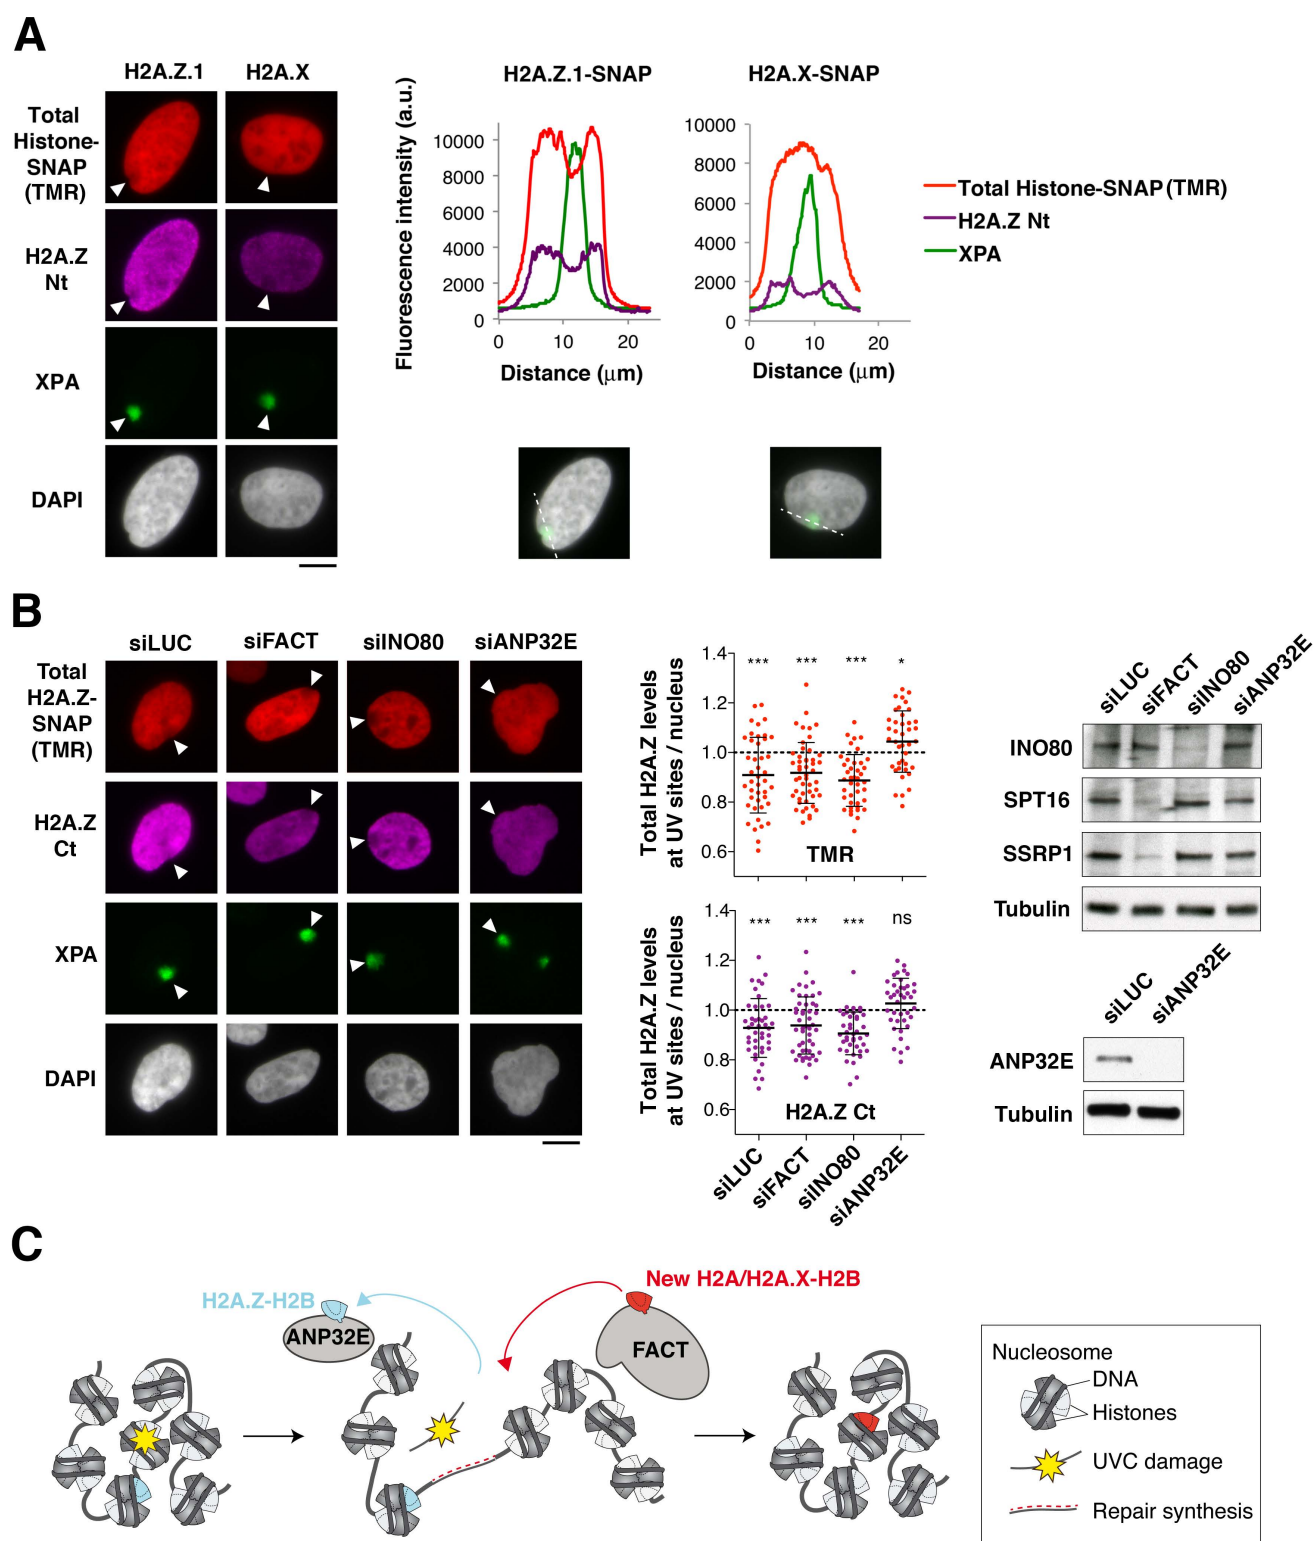 A
H2A.Z.1
H2A.X
Total
Histone-
SNAP
(TMR)
H2A.Z
Nt
XPA
DAPI
Fluorescence intensity (a.u.)
H2A.Z.1-SNAP
10000
8000
6000
4000
2000
0
0
10
20
Distance (μm)
H2A.X-SNAP
10000
8000
6000
4000
2000
0
0
10
20
Distance (μm)
Total Histone-SNAP (TMR)
H2A.Z Nt
XPA
B
siLUC
siFACT
siINO80
siANP32E
Total
H2A.Z-
SNAP
(TMR)
H2A.Z
Ct
XPA
DAPI
Total H2A.Z levels
at UV sites / nucleus
1.4
1.2
1.0
0.8
0.6
***
***
***
*
TMR
Total H2A.Z levels
at UV sites / nucleus
1.4
1.2
1.0
0.8
0.6
***
***
***
ns
H2A.Z Ct
siLUC
siFACT
siINO80
siANP32E
siLUC
siFACT
siINO80
siANP32E
INO80
SPT16
SSRP1
Tubulin
siLUC
siANP32E
ANP32E
Tubulin
C
H2A.Z-H2B
ANP32E
New H2A/H2A.X-H2B
FACT
Nucleosome
DNA
Histones
UVC damage
Repair synthesis